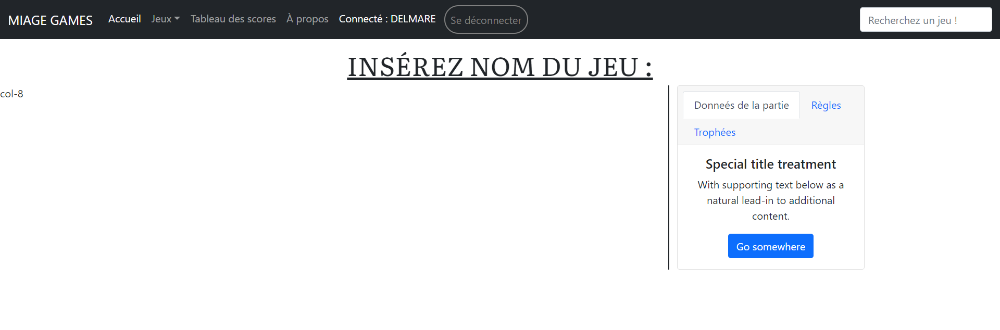 MIAGE GAMES Accueil Jeux Tableau des scores À propos Connecté : DELMARE Se déconnecter Recherchez un jeu !
INSÉREZ NOM DU JEU :
col-8
Donneés de la partie Règles
Trophées
Special title treatment
With supporting text below as a
natural lead-in to additional
content.
Go somewhere